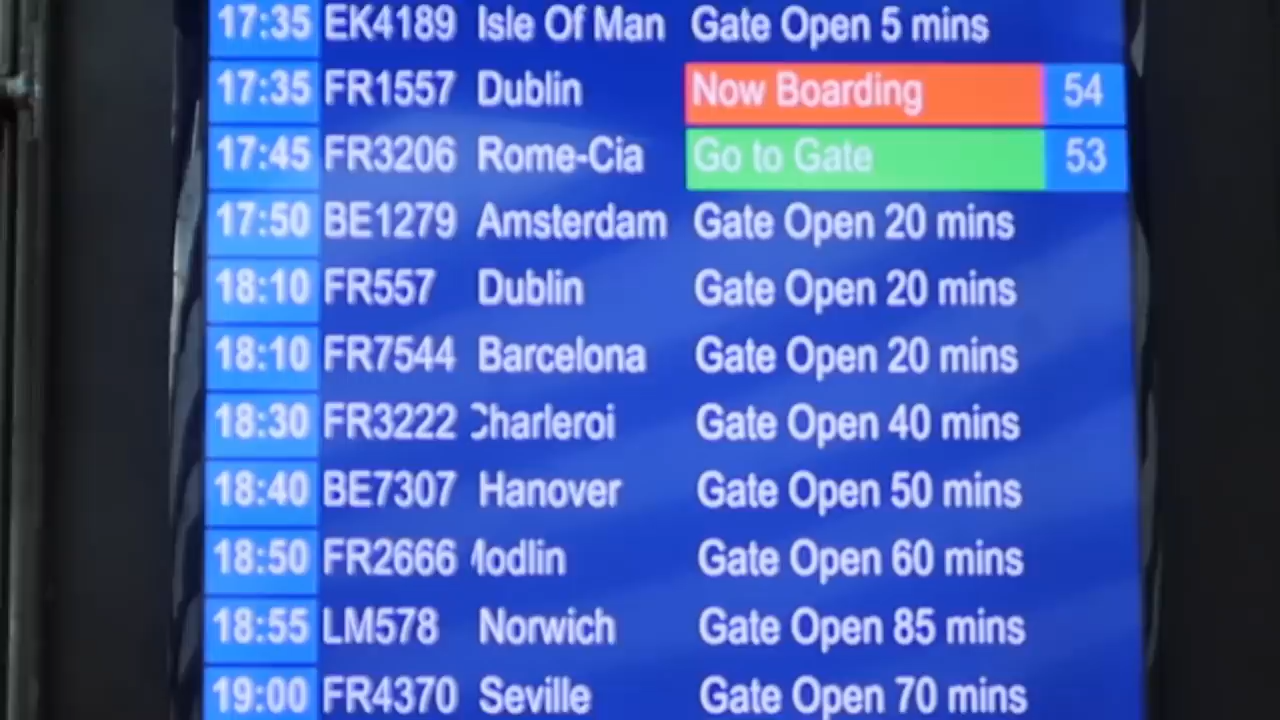 17:35 EK4189 Isle Of Man Gate Open 5 mins
17:35 FR1557 Dublin Now Boarding 54
17:45 FR3206 Rome-Cia Go to Gate 53
17:50 BE1279 Amsterdam Gate Open 20 mins
18:10 FR557 Dublin Gate Open 20 mins
18:10 FR7544 Barcelona Gate Open 20 mins
18:30 FR3222 Charleroi Gate Open 40 mins
18:40 BE7307 Hanover Gate Open 50 mins
18:50 FR2666 Modlin Gate Open 60 mins
18:55 LM578 Norwich Gate Open 85 mins
19:00 FR4370 Seville Gate Open 70 mins